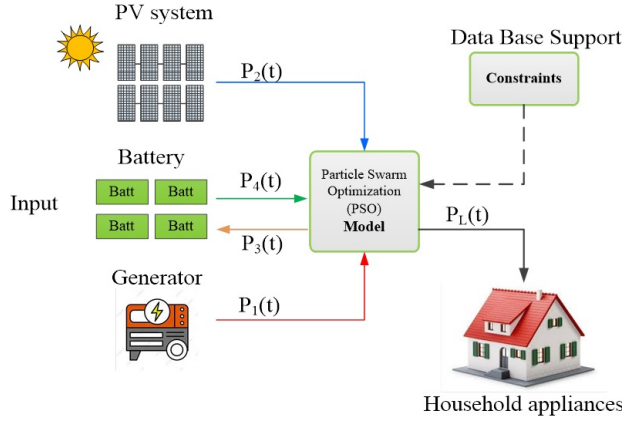 PV system
Data Base Support
P₂(t)
Constraints
Battery
Batt
Batt
P₄(t)
Particle Swarm
Optimization
(PSO)
Model
Input
Batt
Batt
P₃(t)
P_L(t)
Generator
P₁(t)
Household appliances